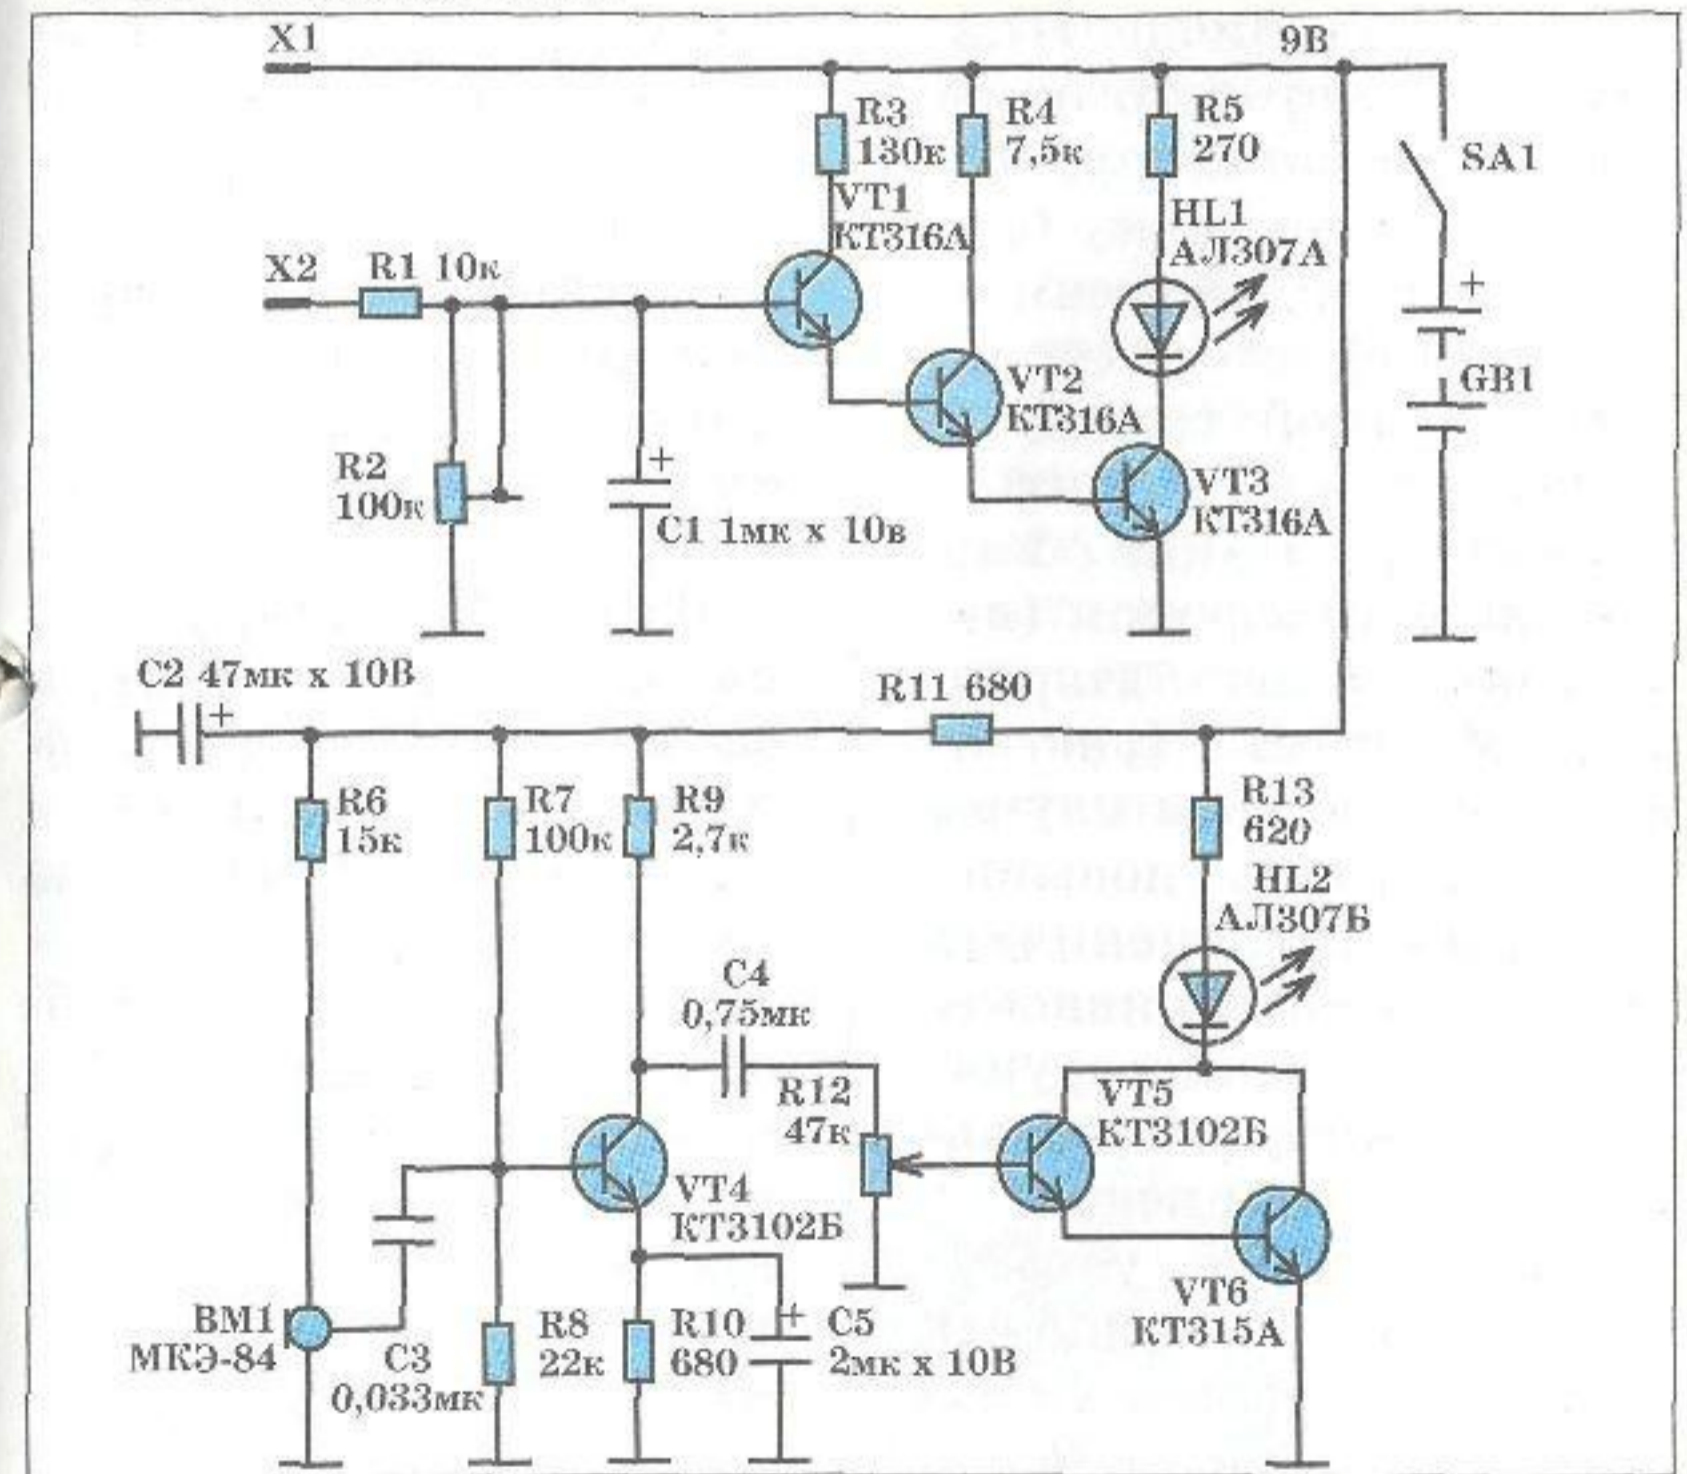 X1
9В
R3
130к
R4
7,5к
R5
270
SA1
VT1
КТ316А
HL1
АЛ307А
X2
R1 10к
+
GB1
VT2
КТ316А
R2
100к
+
C1 1мк х 10в
VT3
КТ316А
C2 47мк х 10В
+
R11 680
R6
15к
R7
100к
R9
2,7к
R13
620
HL2
АЛ307Б
C4
0,75мк
R12
47к
VT5
КТ3102Б
VT4
КТ3102Б
VT6
КТ315А
BM1
МКЭ-84
C3
0,033мк
R8
22к
R10
680
+
C5
2мк х 10В